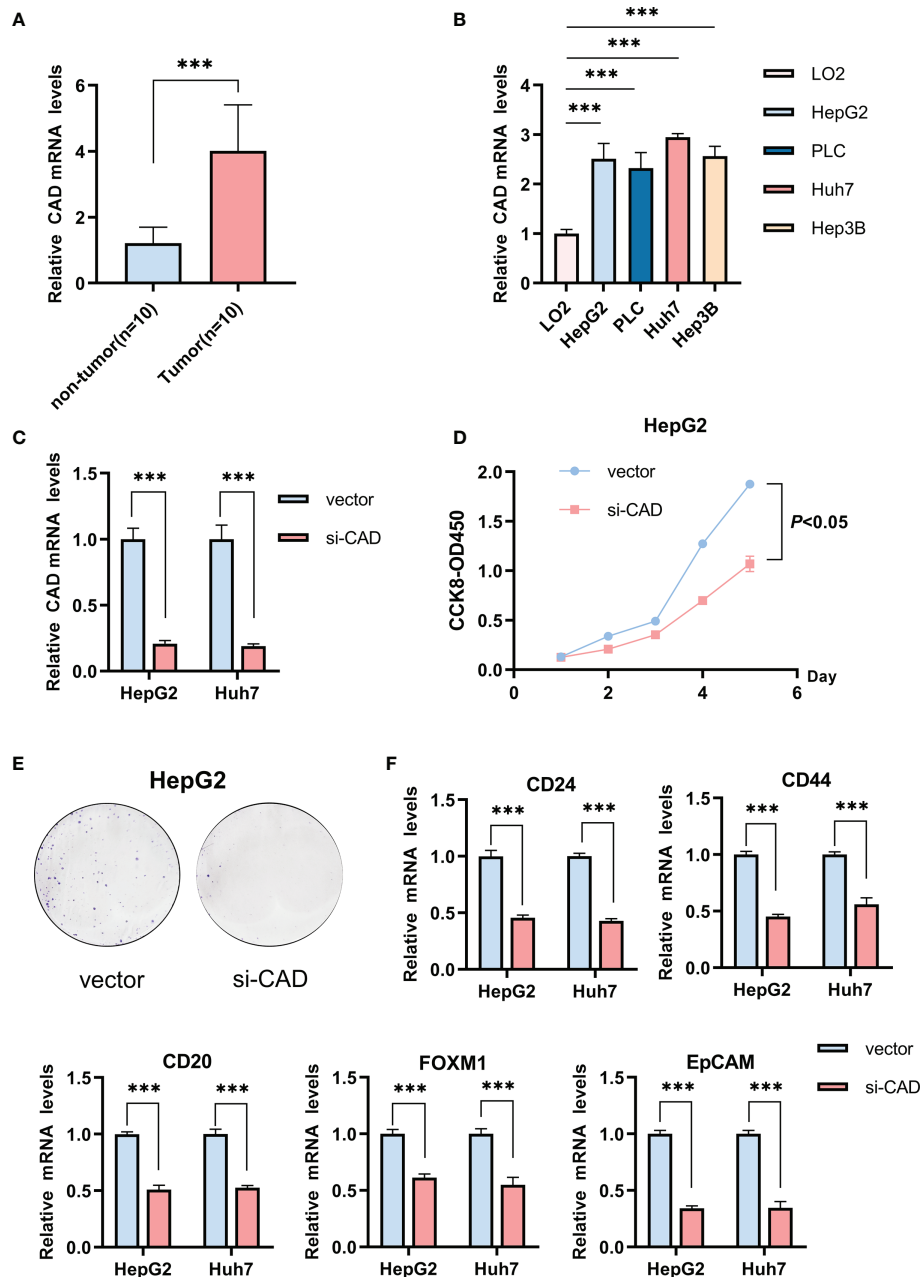 A
Relative CAD mRNA levels
6
4
2
0
***
non-tumor(n=10)
Tumor(n=10)
B
Relative CAD mRNA levels
4
3
2
1
0
***
***
***
***
LO2
HepG2
PLC
Huh7
Hep3B
LO2
HepG2
PLC
Huh7
Hep3B
C
Relative CAD mRNA levels
1.5
1.0
0.5
0.0
***
***
HepG2
Huh7
vector
si-CAD
D
HepG2
CCK8-OD450
2.0
1.5
1.0
0.5
0.0
vector
si-CAD
P<0.05
0
2
4
6
Day
E
HepG2
vector
si-CAD
F
CD24
Relative mRNA levels
1.5
1.0
0.5
0.0
***
***
HepG2
Huh7
CD44
Relative mRNA levels
1.5
1.0
0.5
0.0
***
***
HepG2
Huh7
CD20
Relative mRNA levels
1.5
1.0
0.5
0.0
***
***
HepG2
Huh7
FOXM1
Relative mRNA levels
1.5
1.0
0.5
0.0
***
***
HepG2
Huh7
EpCAM
Relative mRNA levels
1.5
1.0
0.5
0.0
***
***
HepG2
Huh7
vector
si-CAD